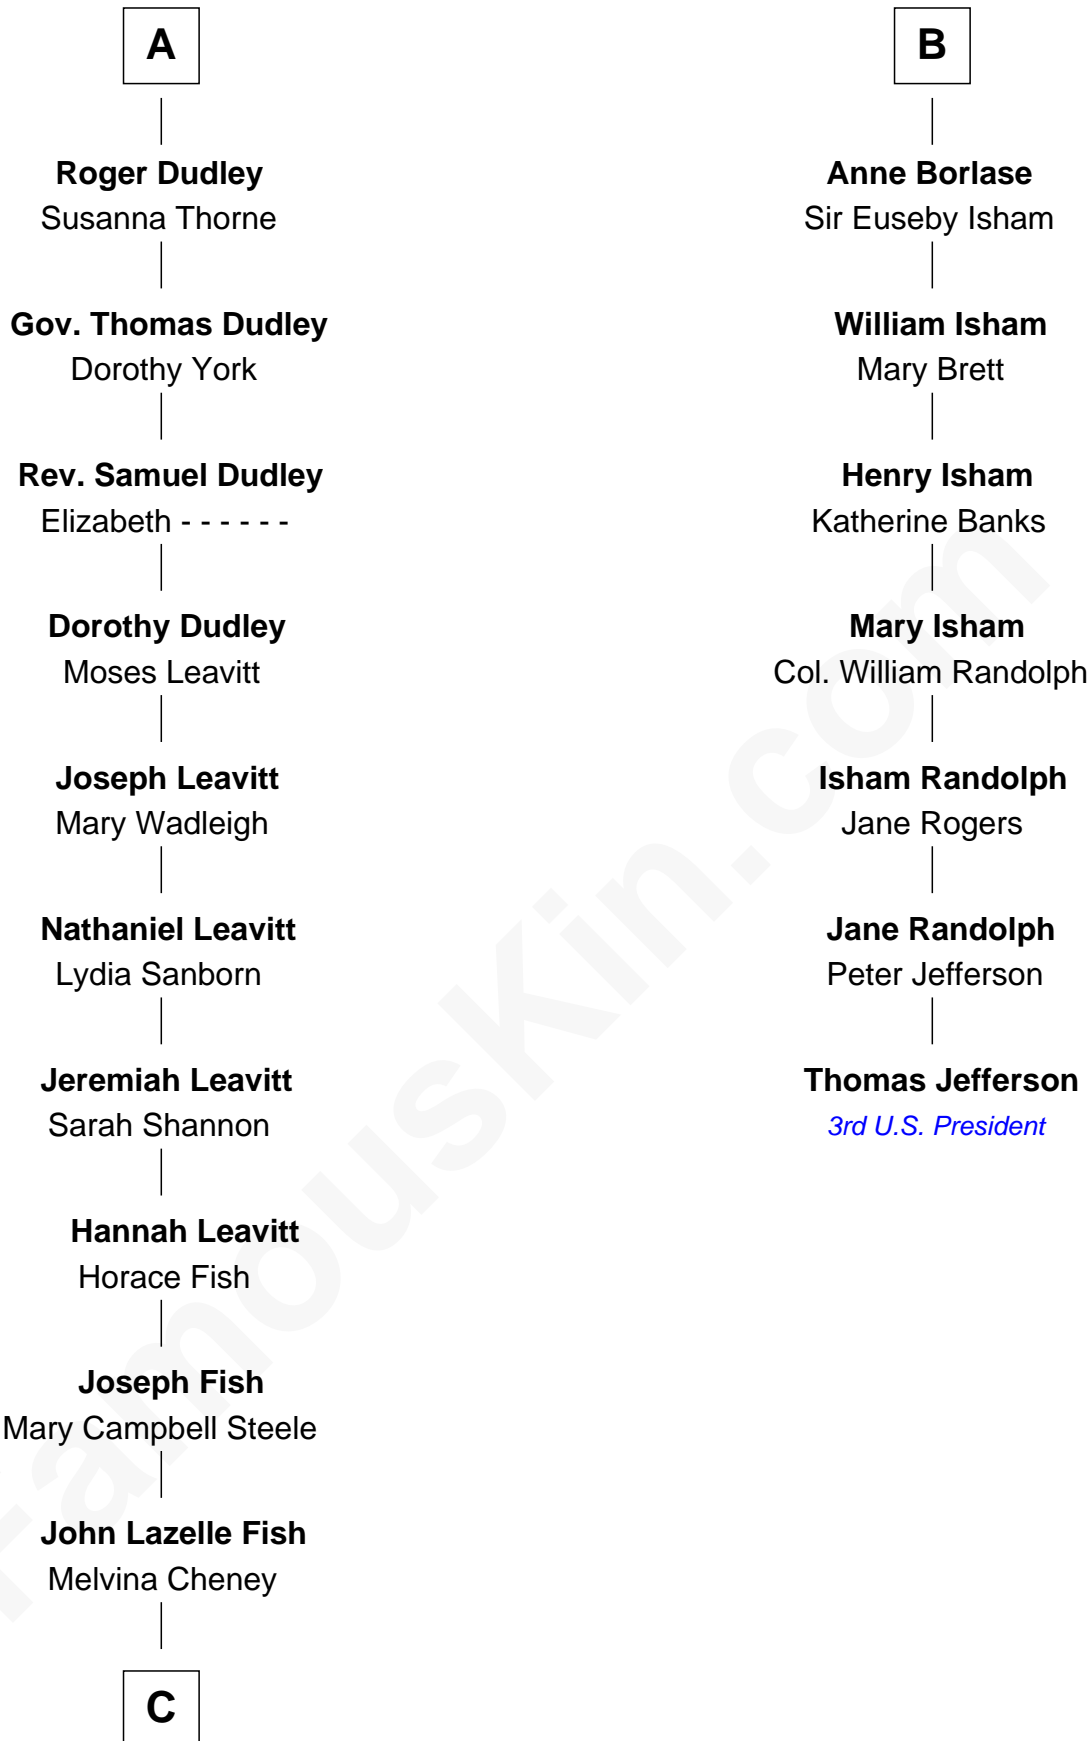 A
Roger Dudley
Susanna Thorne
Gov. Thomas Dudley
Dorothy York
Rev. Samuel Dudley
Elizabeth - - - - - -
Dorothy Dudley
Moses Leavitt
Joseph Leavitt
Mary Wadleigh
Nathaniel Leavitt
Lydia Sanborn
Jeremiah Leavitt
Sarah Shannon
Hannah Leavitt
Horace Fish
Joseph Fish
Mary Campbell Steele
John Lazelle Fish
Melvina Cheney
C
B
Anne Borlase
Sir Euseby Isham
William Isham
Mary Brett
Henry Isham
Katherine Banks
Mary Isham
Col. William Randolph
Isham Randolph
Jane Rogers
Jane Randolph
Peter Jefferson
Thomas Jefferson
3rd U.S. President
FamousKin.com